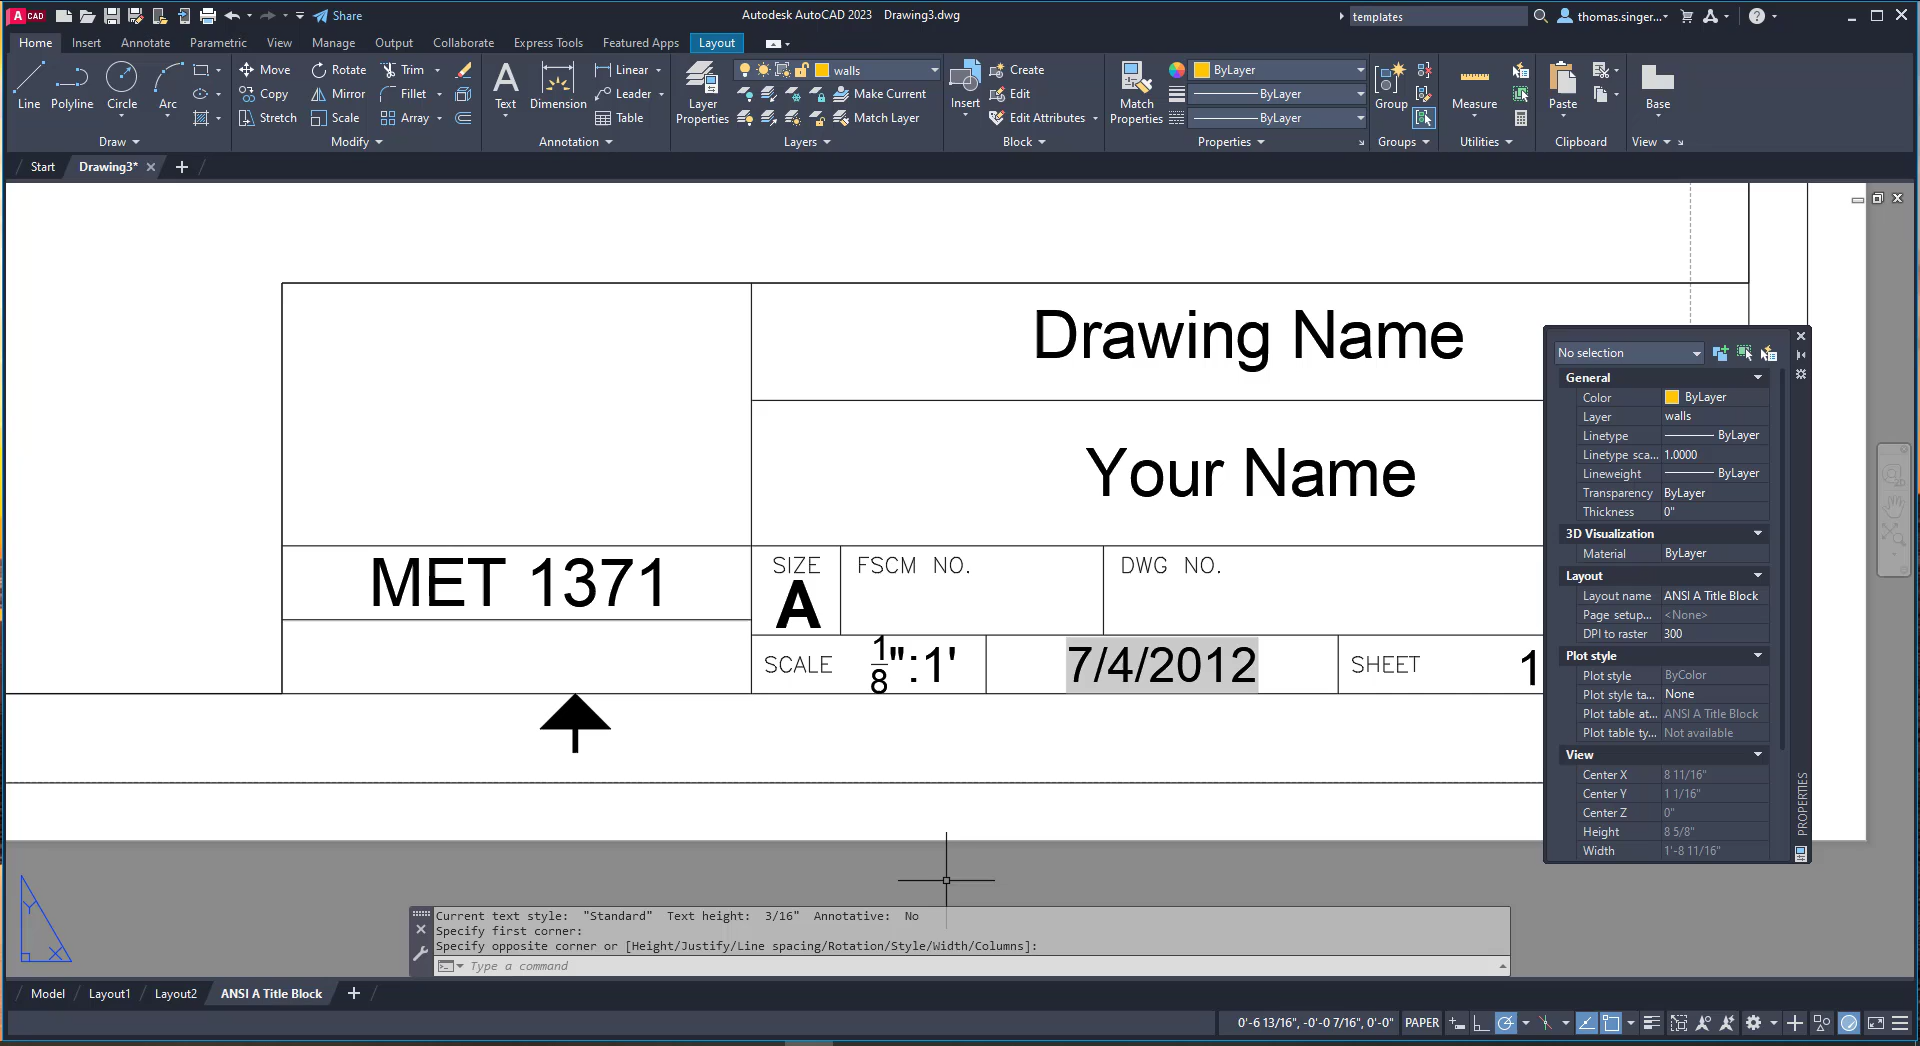 CAD
Share
Autodesk AutoCAD 2023 Drawing3.dwg
templates
thomas.singer...
Home Insert Annotate Parametric View Manage Output Collaborate Express Tools Featured Apps Layout
Line Polyline Circle Arc
Move Rotate Trim
Copy Mirror Fillet
Stretch Scale Array
Text Dimension
Linear
Leader
Table
Layer Properties
walls
Make Current
Match Layer
Insert
Create
Edit
Edit Attributes
Match Properties
ByLayer
ByLayer
ByLayer
Group
Measure
Paste
Base
Draw Modify Annotation Layers Block Properties Groups Utilities Clipboard View
Start Drawing3*
Drawing Name
Your Name
MET 1371
SIZE
A
FSCM NO.
DWG NO.
SCALE 1/8":1'
7/4/2012
SHEET 1
No selection
General
Color ByLayer
Layer walls
Linetype ByLayer
Linetype sca... 1.0000
Lineweight ByLayer
Transparency ByLayer
Thickness 0"
3D Visualization
Material ByLayer
Layout
Layout name ANSI A Title Block
Page setup... <None>
DPI to raster 300
Plot style
Plot style ByColor
Plot style ta... None
Plot table at... ANSI A Title Block
Plot table ty... Not available
View
Center X 8 11/16"
Center Y 1 1/16"
Center Z 0"
Height 8 5/8"
Width 1'-8 11/16"
PROPERTIES
Y
X
Current text style: "Standard" Text height: 3/16" Annotative: No
Specify first corner:
Specify opposite corner or [Height/Justify/Line spacing/Rotation/Style/Width/Columns]:
Type a command
Model Layout1 Layout2 ANSI A Title Block
0'-6 13/16", -0'-0 7/16", 0'-0" PAPER